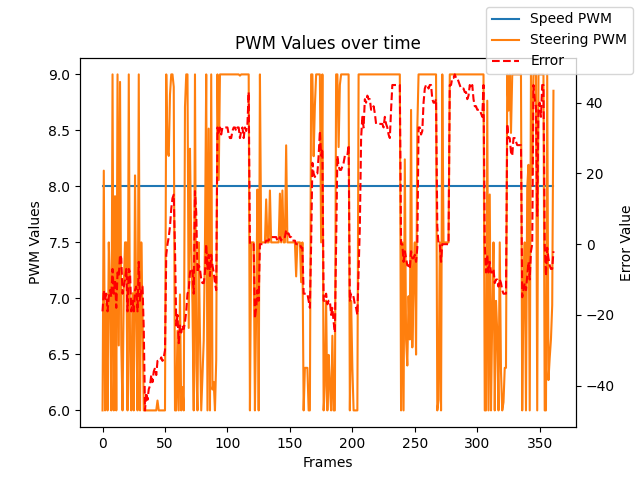 PWM Values over time
Speed PWM
Steering PWM
Error
PWM Values
9.0
8.5
8.0
7.5
7.0
6.5
6.0
40
20
0
−20
−40
Error Value
0 50 100 150 200 250 300 350
Frames